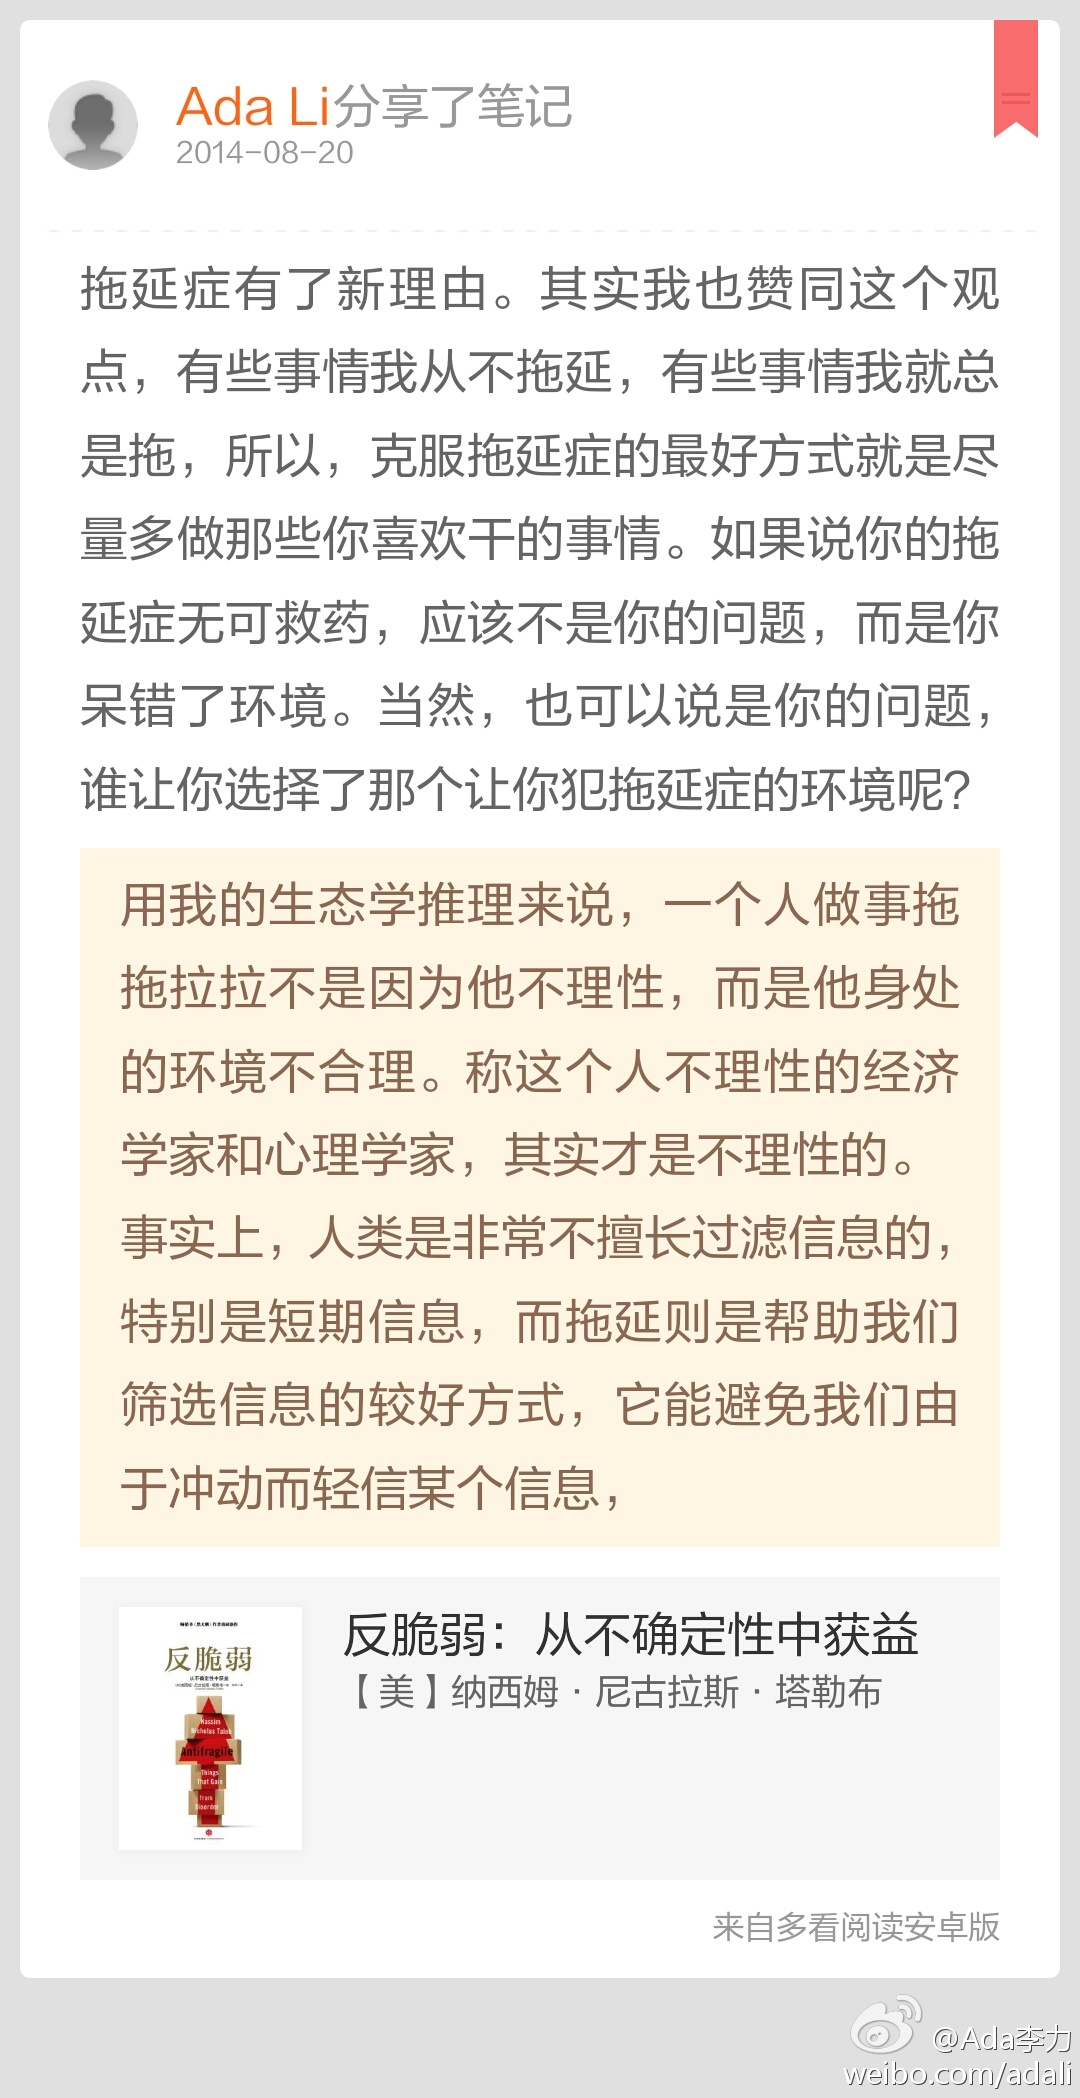 Ada Li分享了笔记
2014-08-20
拖延症有了新理由。其实我也赞同这个观
点，有些事情我从不拖延，有些事情我就总
是拖，所以，克服拖延症的最好方式就是尽
量多做那些你喜欢干的事情。如果说你的拖
延症无可救药，应该不是你的问题，而是你
呆错了环境。当然，也可以说是你的问题，
谁让你选择了那个让你犯拖延症的环境呢？
用我的生态学推理来说，一个人做事拖
拖拉拉不是因为他不理性，而是他身处
的环境不合理。称这个人不理性的经济
学家和心理学家，其实才是不理性的。
事实上，人类是非常不擅长过滤信息的，
特别是短期信息，而拖延则是帮助我们
筛选信息的较好方式，它能避免我们由
于冲动而轻信某个信息，
反脆弱
从不确定性中获益
Nassim
Nicholas Taleb
Antifragile
Things
That Gain
from
Disorder
反脆弱：从不确定性中获益
【美】纳西姆·尼古拉斯·塔勒布
来自多看阅读安卓版
@Ada李力
weibo.com/adali